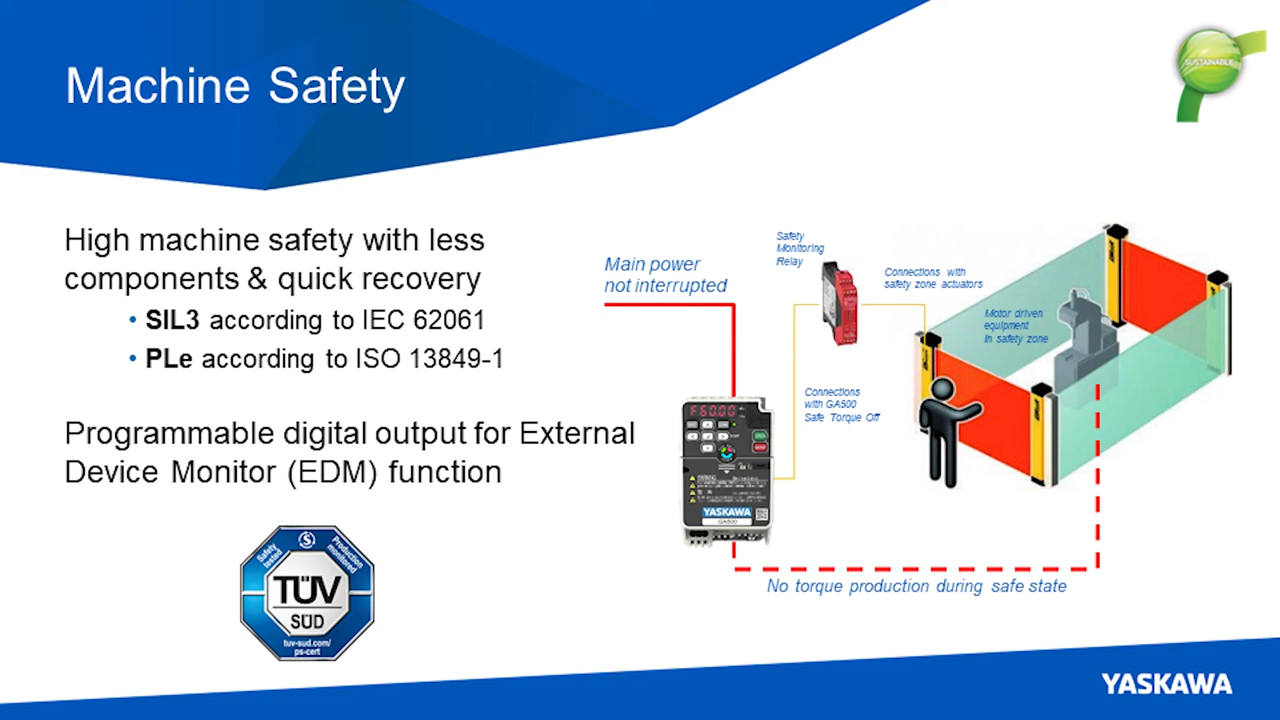 Machine Safety
SUSTAINABLE
High machine safety with less
components & quick recovery
• SIL3 according to IEC 62061
• PLe according to ISO 13849-1
Programmable digital output for External
Device Monitor (EDM) function
Safety
tested
Production
monitored
TÜV
SÜD
tuv-sud.com/
ps-cert
Main power
not interrupted
Safety
Monitoring
Relay
Connections with
safety zone actuators
Motor driven
equipment
In safety zone
Connections
with GA500
Safe Torque Off
F60.00
WARNING
YASKAWA
GA500
No torque production during safe state
YASKAWA